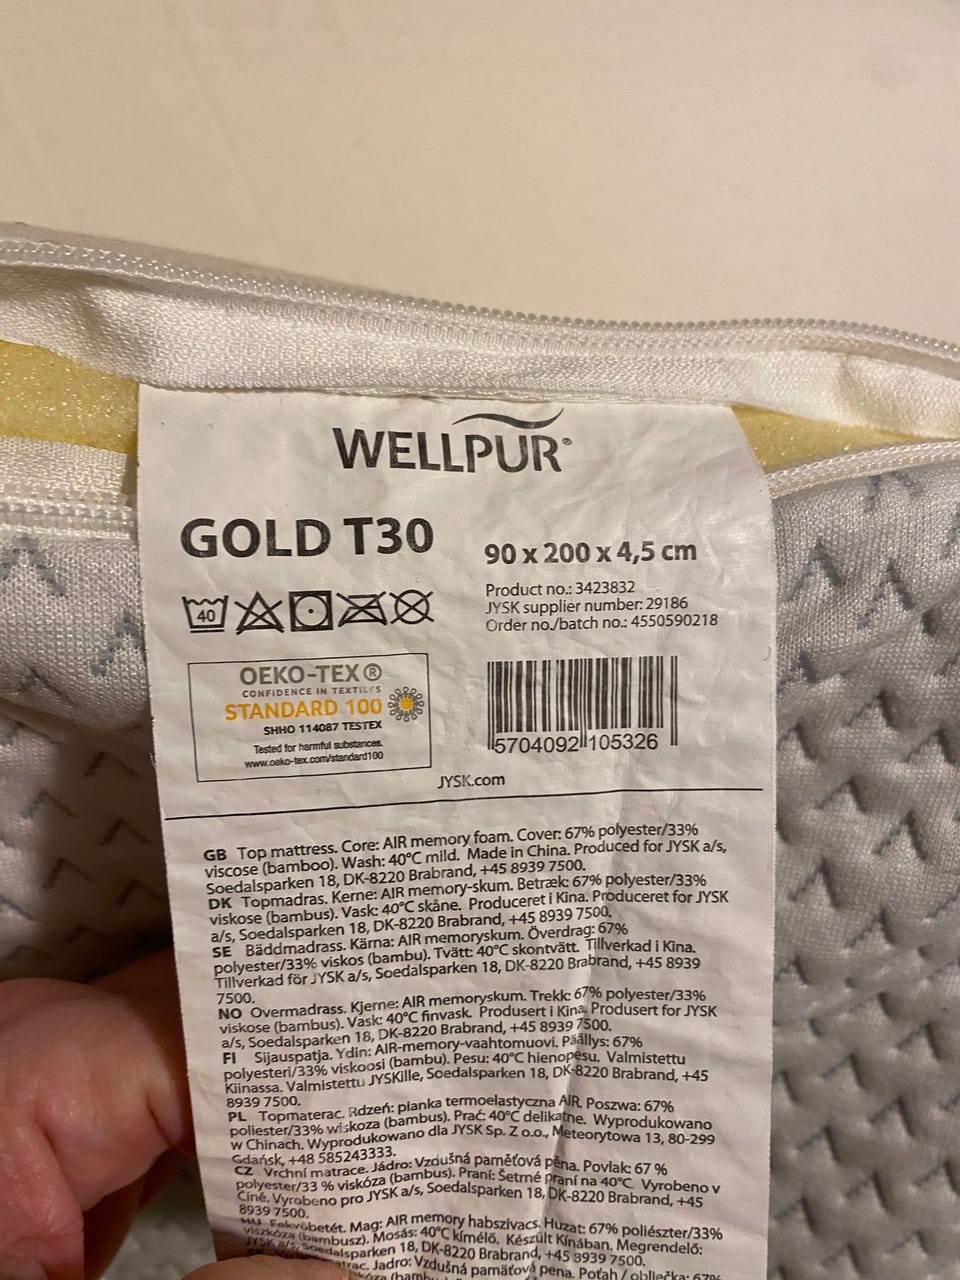 WELLPUR®
GOLD T30
90 x 200 x 4,5 cm
Product no.: 3423832
JYSK supplier number: 29186
Order no./batch no.: 4550590218
40
OEKO-TEX®
CONFIDENCE IN TEXTILES
STANDARD 100
SHHO 114087 TESTEX
Tested for harmful substances.
www.oeko-tex.com/standard100
5704092 105326
JYSK.com
GB Top mattress. Core: AIR memory foam. Cover: 67% polyester/33%
viscose (bamboo). Wash: 40°C mild. Made in China. Produced for JYSK a/s,
Soedalsparken 18, DK-8220 Brabrand, +45 8939 7500.
DK Topmadras. Kerne: AIR memory-skum. Betræk: 67% polyester/33%
viskose (bambus). Vask: 40°C skåne. Produceret i Kina. Produceret for JYSK
a/s, Soedalsparken 18, DK-8220 Brabrand, +45 8939 7500.
SE Bäddmadrass. Kärna: AIR memoryskum. Överdrag: 67%
polyester/33% viskos (bambu). Tvätt: 40°C skontvätt. Tillverkad i Kina.
Tillverkad för JYSK a/s, Soedalsparken 18, DK-8220 Brabrand, +45 8939
7500.
NO Overmadrass. Kjerne: AIR memoryskum. Trekk: 67% polyester/33%
viskose (bambus). Vask: 40°C finvask. Produsert i Kina. Produsert for JYSK
a/s, Soedalsparken 18, DK-8220 Brabrand, +45 8939 7500.
FI Sijauspatja. Ydin: AIR-memory-vaahtomuovi. Päällys: 67%
polyesteri/33% viskoosi (bambu). Pesu: 40°C hienopesu. Valmistettu
Kiinassa. Valmistettu JYSKille, Soedalsparken 18, DK-8220 Brabrand, +45
8939 7500.
PL Topmaterac. Rdzeń: pianka termoelastyczna AIR. Poszwa: 67%
poliester/33% wiskoza (bambus). Prać: 40°C delikatne. Wyprodukowano
w Chinach. Wyprodukowano dla JYSK Sp. Z o.o., Meteorytowa 13, 80-299
Gdańsk, +48 585243333.
CZ Vrchní matrace. Jádro: Vzdušná paměťová pěna. Povlak: 67 %
polyester/33 % viskóza (bambus). Praní: Šetrné praní na 40°C. Vyrobeno v
Číně. Vyrobeno pro JYSK a/s, Soedalsparken 18, DK-8220 Brabrand, +45
8939 7500.
HU Fekvőbetét. Mag: AIR memory habszivacs. Huzat: 67% poliészter/33%
viszkóza (bambusz). Mosás: 40°C kímélő. Készült Kínában. Megrendelő:
JYSK a/s, Soedalsparken 18, DK-8220 Brabrand, +45 8939 7500.
Jadro: Vzdušná pamäťová pena. Poťah / obliečka: 67%